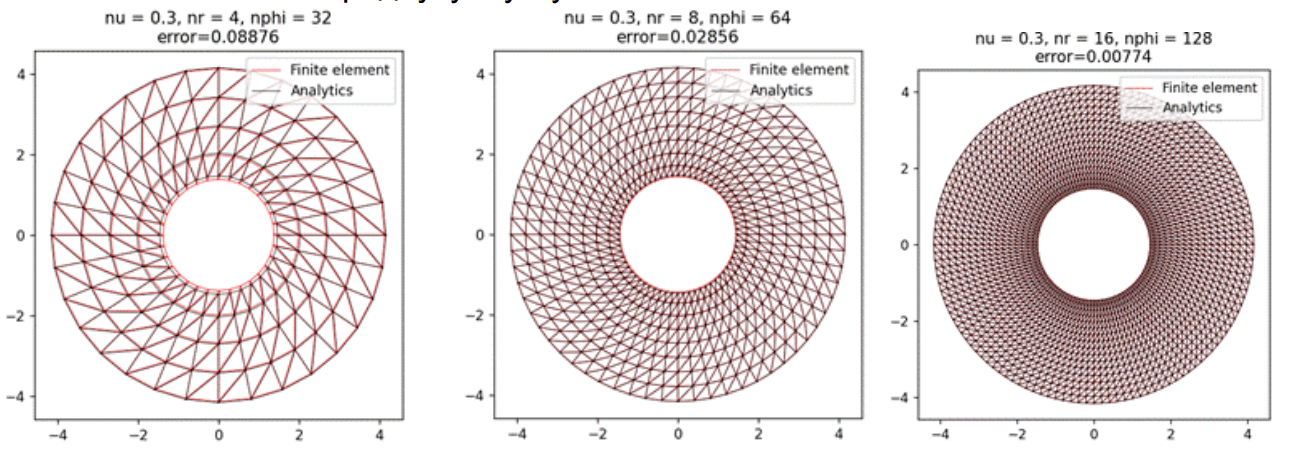 nu = 0.3, nr = 4, nphi = 32
error=0.08876
Finite element
Analytics
4
2
0
−2
−4
−4
−2
0
2
4
nu = 0.3, nr = 8, nphi = 64
error=0.02856
Finite element
Analytics
4
2
0
−2
−4
−4
−2
0
2
4
nu = 0.3, nr = 16, nphi = 128
error=0.00774
Finite element
Analytics
4
2
0
−2
−4
−4
−2
0
2
4